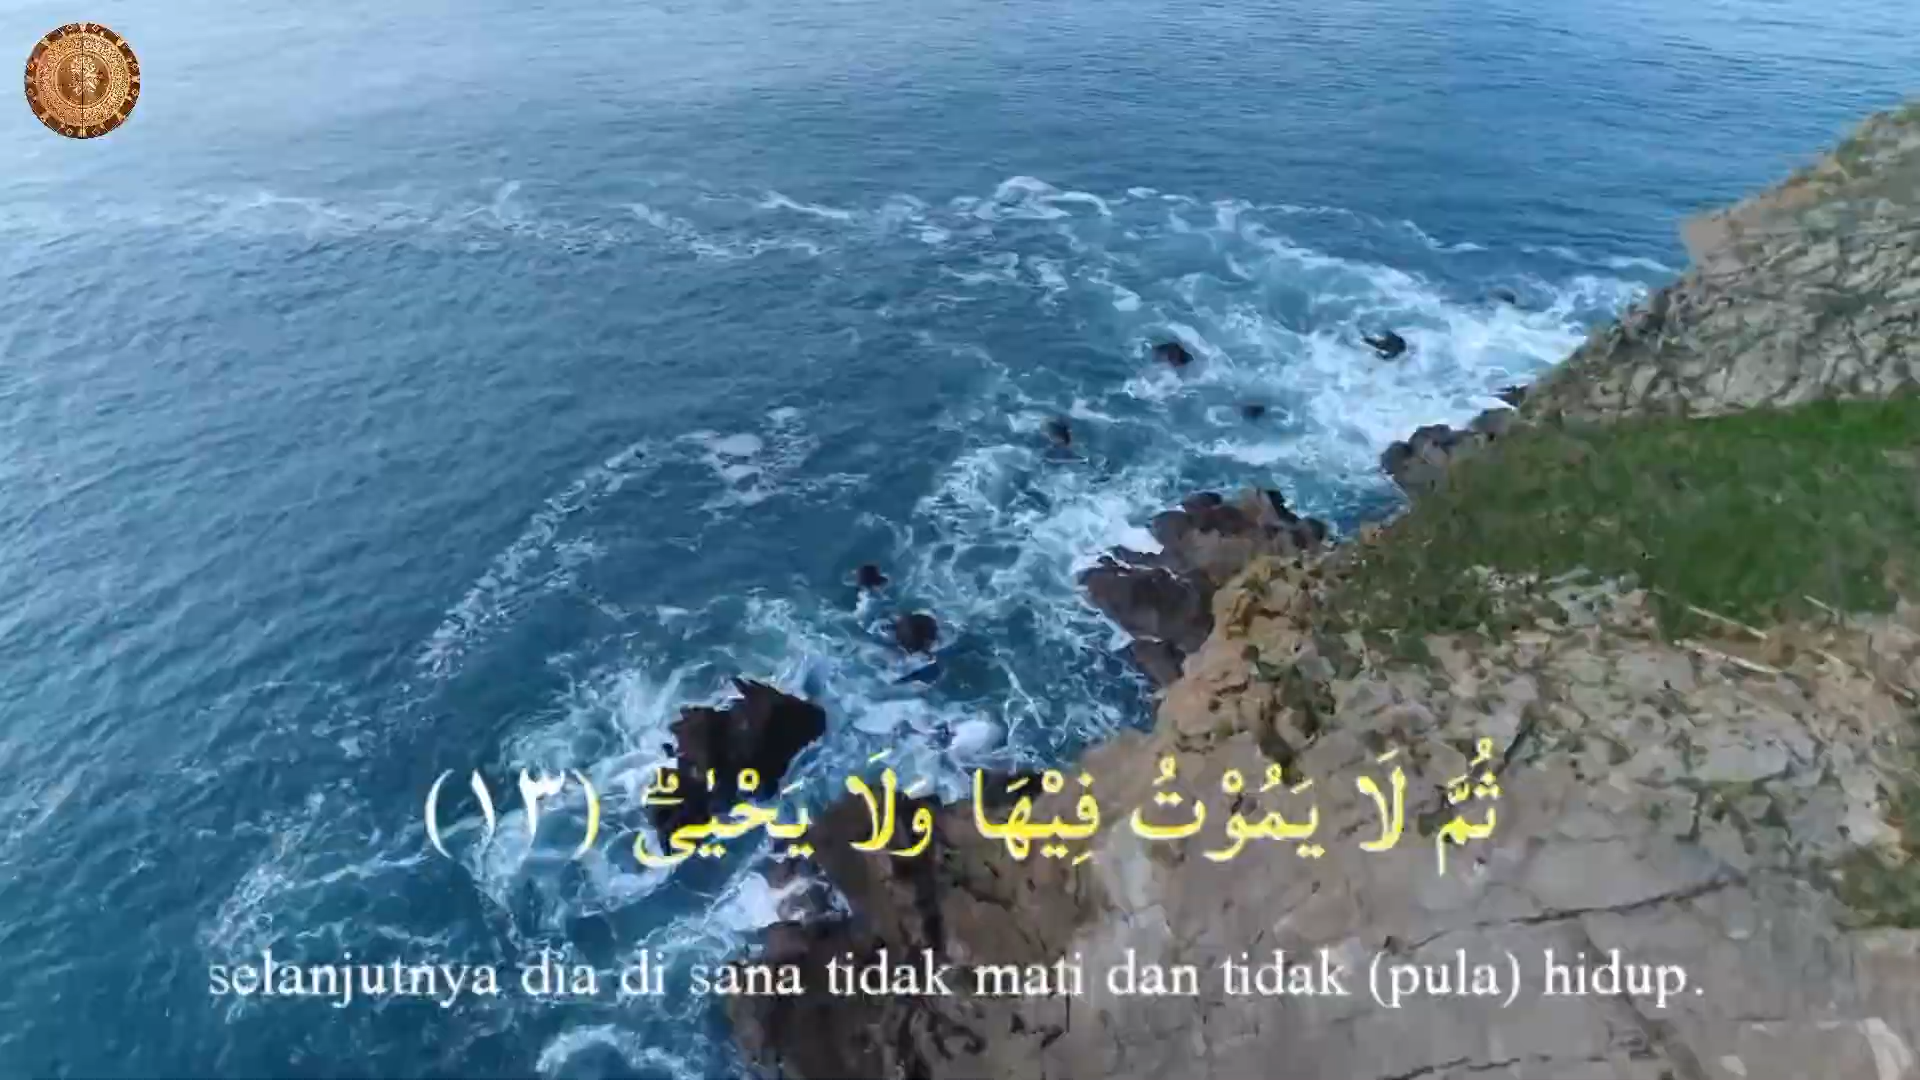 ثُمَّ لَا يَمُوْتُ فِيْهَا وَلَا يَحْيٰىۗ (١٣)
selanjutnya dia di sana tidak mati dan tidak (pula) hidup.